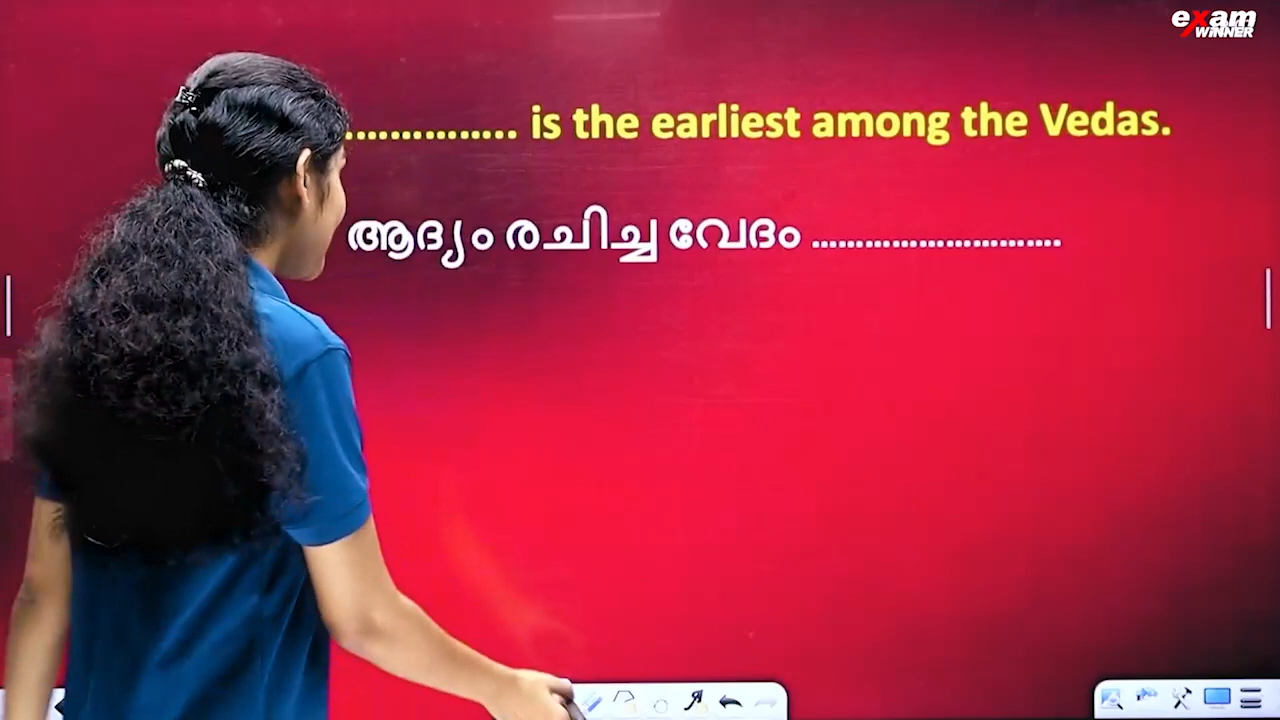 exam
WINNER
.............. is the earliest among the Vedas.
ആദ്യം രചിച്ച വേദം ............................